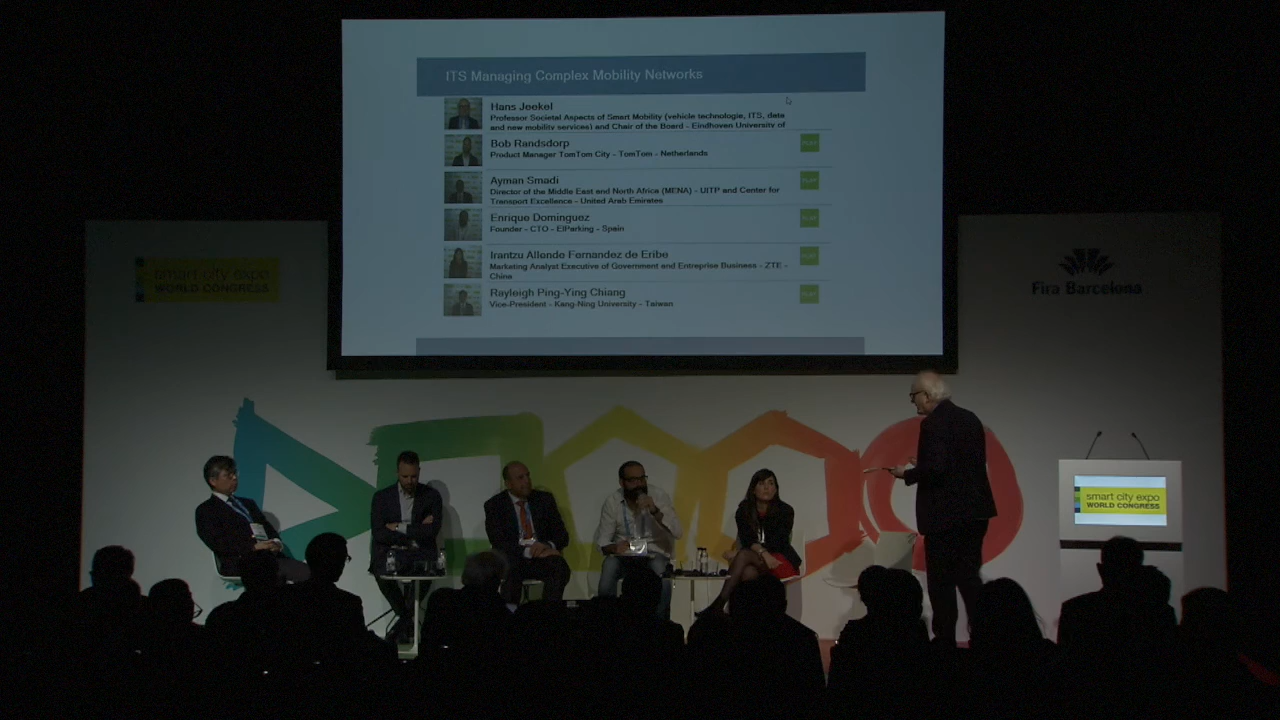 ITS Managing Complex Mobility Networks
Hans Jeekel
Professor Societal Aspects of Smart Mobility (vehicle technologie, ITS, data
and new mobility services) and Chair of the Board - Eindhoven University of
Bob Randsdorp
Product Manager TomTom City - TomTom - Netherlands
PLAY
Ayman Smadi
Director of the Middle East and North Africa (MENA) - UITP and Center for
Transport Excellence - United Arab Emirates
PLAY
Enrique Dominguez
Founder - CTO - ElParking - Spain
PLAY
Irantzu Allende Fernandez de Eribe
Marketing Analyst Executive of Government and Entreprise Business - ZTE -
China
PLAY
Rayleigh Ping-Ying Chiang
Vice-President - Kang-Ning University - Taiwan
PLAY
smart city expo
WORLD CONGRESS
Fira Barcelona
smart city expo
WORLD CONGRESS